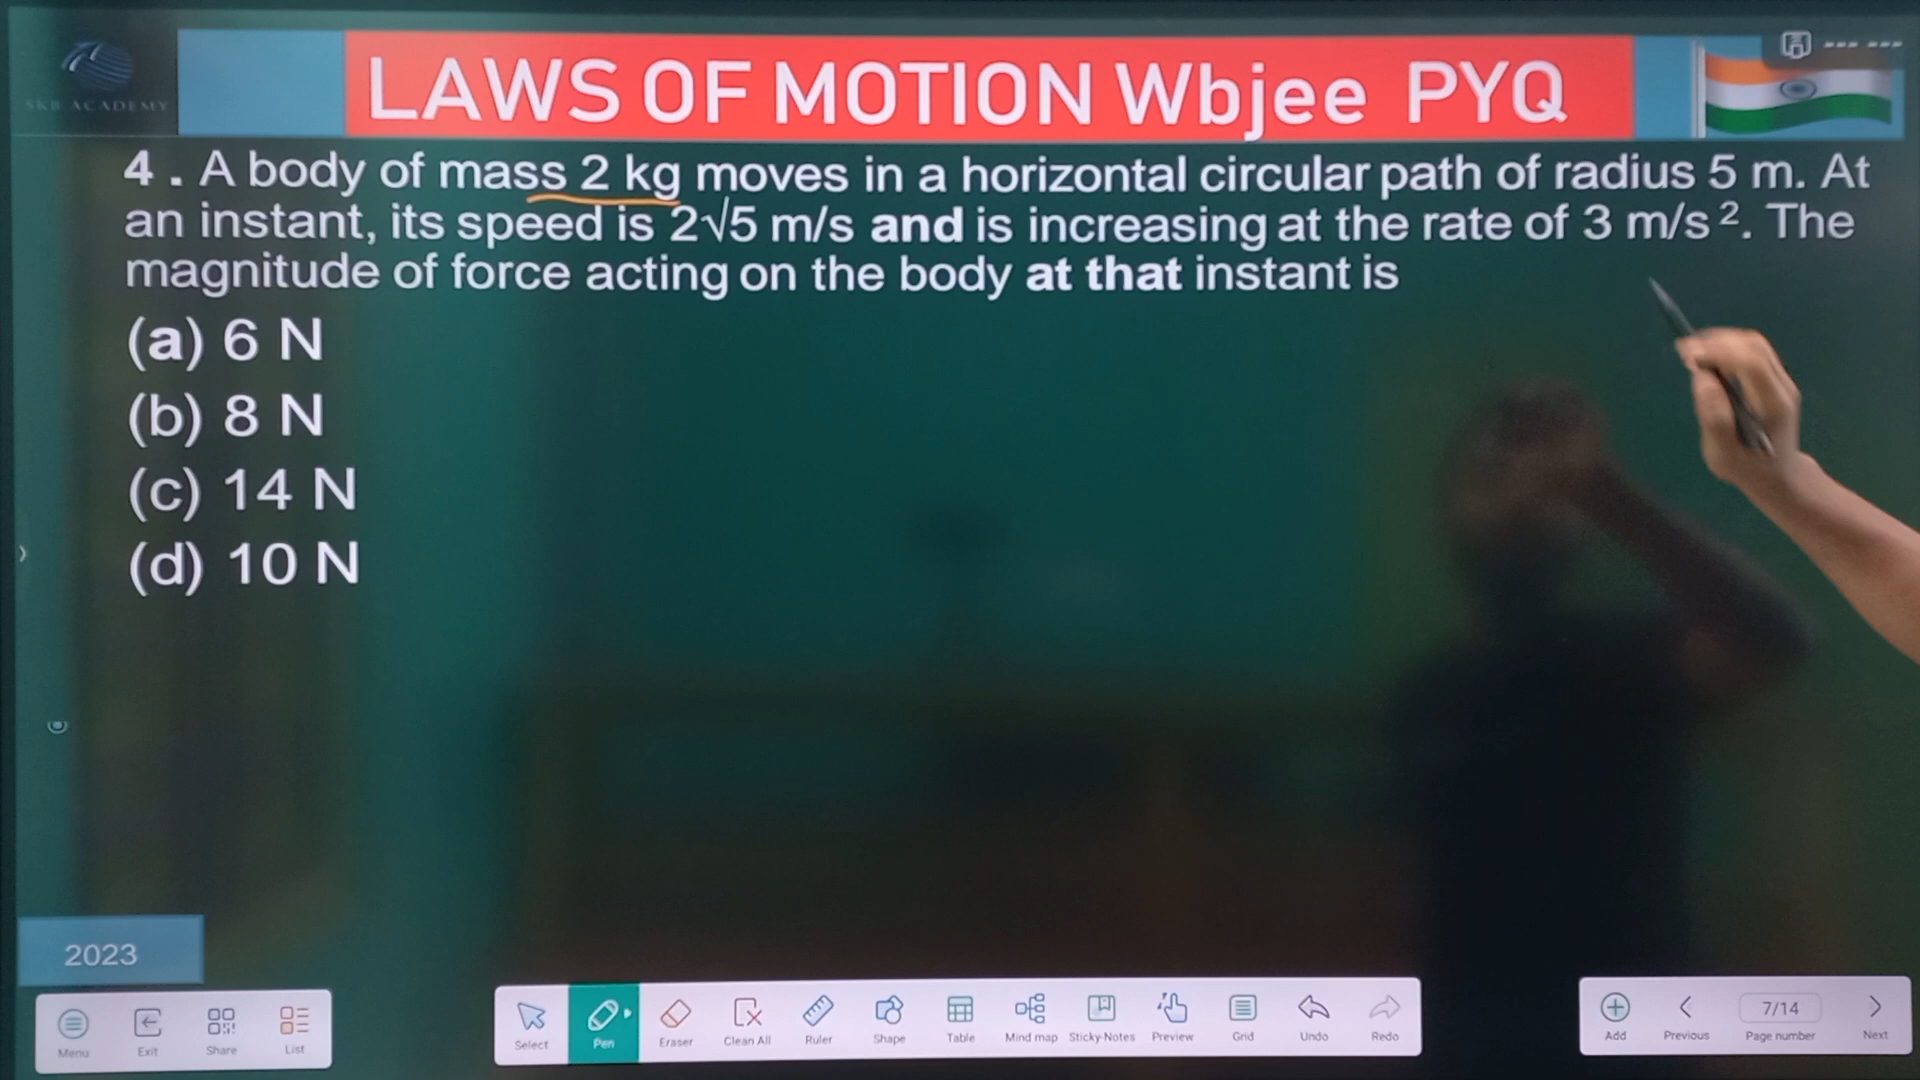 SKB ACADEMY
LAWS OF MOTION Wbjee PYQ
4 . A body of mass 2 kg moves in a horizontal circular path of radius 5 m. At
an instant, its speed is 2√5 m/s and is increasing at the rate of 3 m/s². The
magnitude of force acting on the body at that instant is
(a) 6 N
(b) 8 N
(c) 14 N
(d) 10 N
2023
Menu Exit Share List
Select Pen Eraser Clean All Ruler Shape Table Mind map Sticky-Notes Preview Grid Undo Redo
7/14
Add Previous Page number Next